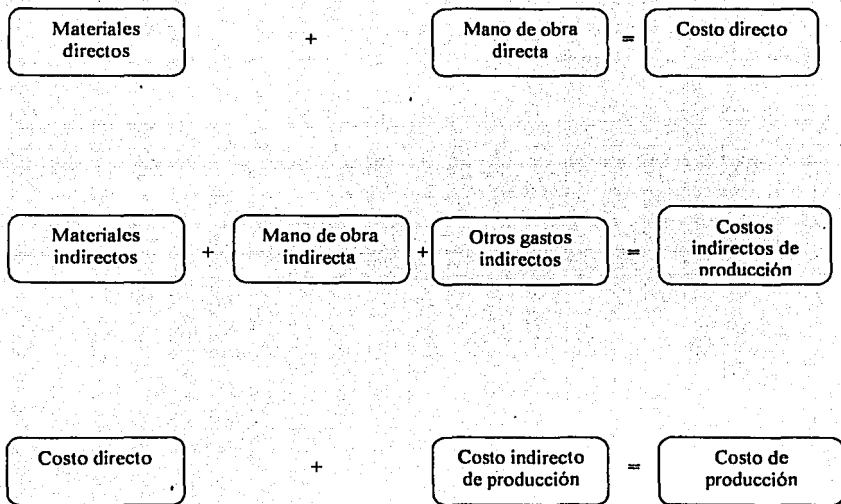 Materiales
directos
+
Mano de obra
directa
=
Costo directo
Materiales
indirectos
+
Mano de obra
indirecta
+
Otros gastos
indirectos
=
Costos
indirectos de
producción
Costo directo
+
Costo indirecto
de producción
=
Costo de
producción